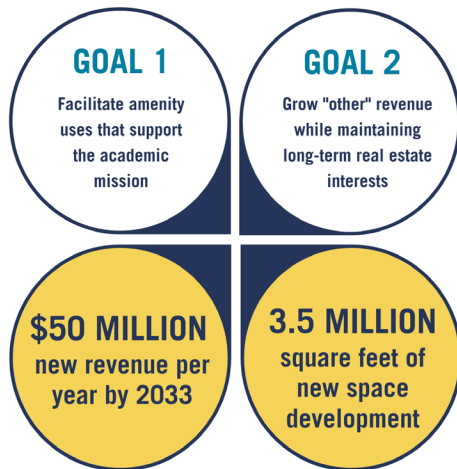 GOAL 1
Facilitate amenity
uses that support
the academic
mission
GOAL 2
Grow "other" revenue
while maintaining
long-term real estate
interests
$50 MILLION
new revenue per
year by 2033
3.5 MILLION
square feet of
new space
development